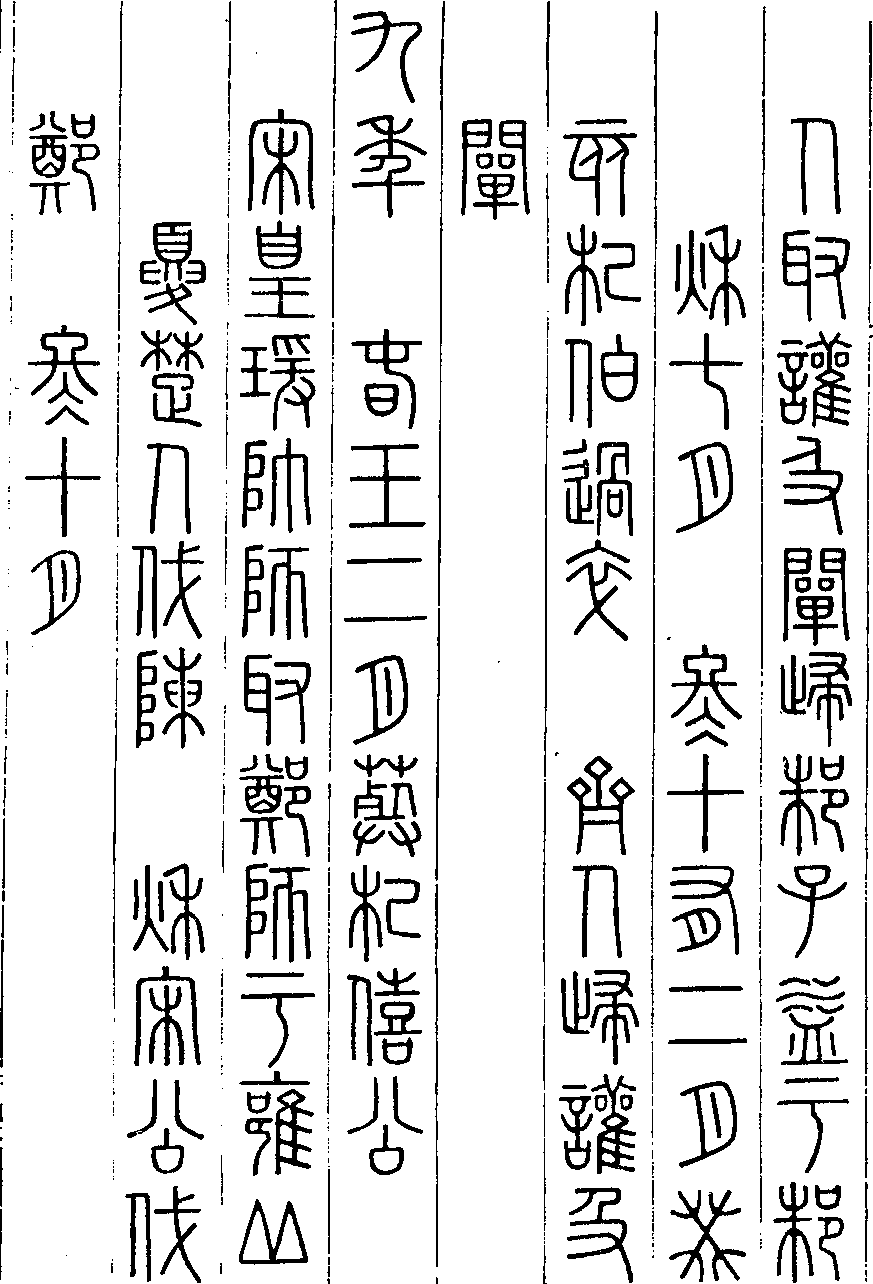 人取讙及闡歸邾子益于邾
秋七月　冬十有二月癸
亥杞伯過卒　齊人歸讙及
闡
九年　春王二月葬杞僖公
宋皇瑗帥師取鄭師于雍丘
夏楚人伐陳　秋宋公伐
鄭　冬十月